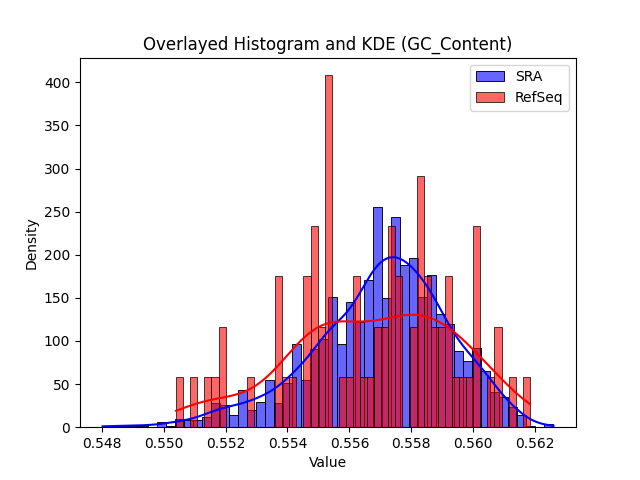 Overlayed Histogram and KDE (GC_Content)
SRA
RefSeq
400
350
300
250
200
150
100
50
0
Density
0.548 0.550 0.552 0.554 0.556 0.558 0.560 0.562
Value